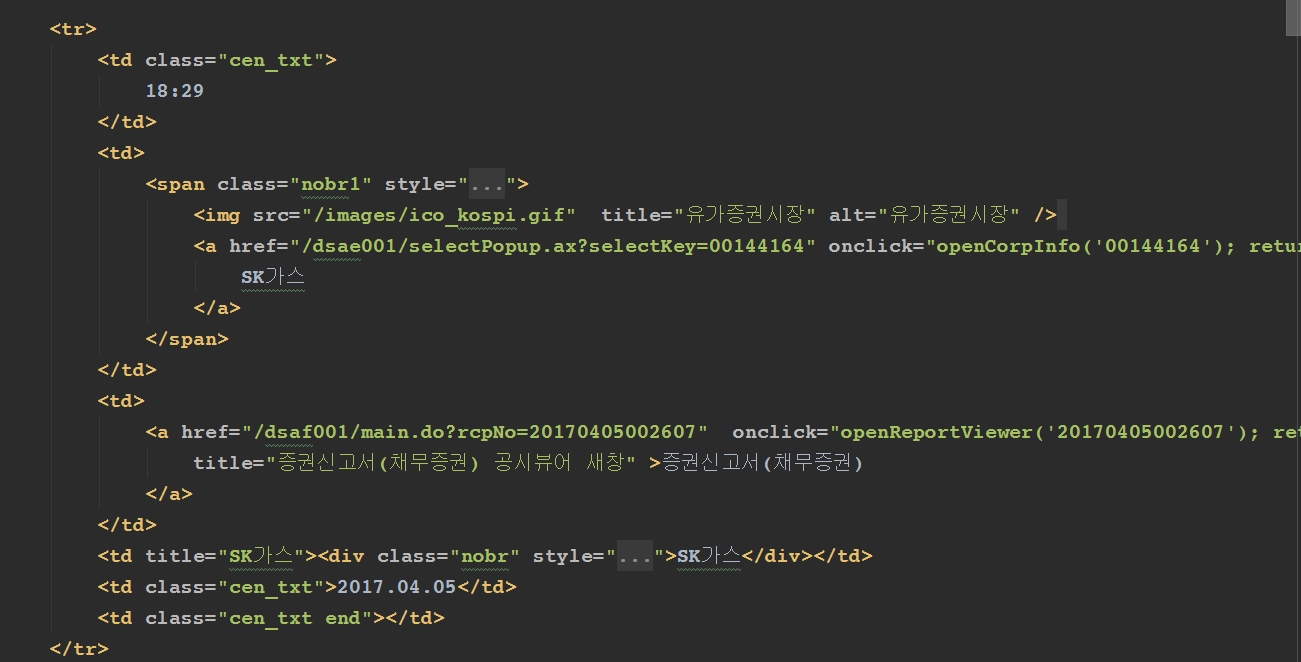 <tr>
<td class="cen_txt">
18:29
</td>
<td>
<span class="nobr1" style="...">
<img src="/images/ico_kospi.gif"  title="유가증권시장" alt="유가증권시장" />
<a href="/dsae001/selectPopup.ax?selectKey=00144164" onclick="openCorpInfo('00144164'); retur
SK가스
</a>
</span>
</td>
<td>
<a href="/dsaf001/main.do?rcpNo=20170405002607"  onclick="openReportViewer('20170405002607'); ret
title="증권신고서(채무증권) 공시뷰어 새창" >증권신고서(채무증권)
</a>
</td>
<td title="SK가스"><div class="nobr" style="...">SK가스</div></td>
<td class="cen_txt">2017.04.05</td>
<td class="cen_txt end"></td>
</tr>